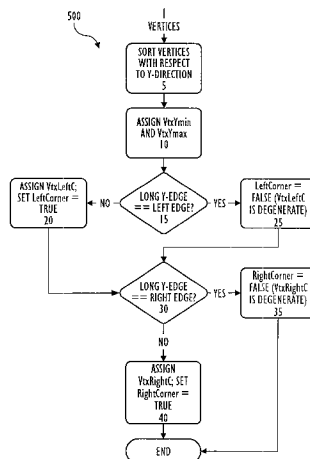 500
VERTICES
SORT VERTICES
WITH RESPECT
TO Y-DIRECTION
5
ASSIGN VtxYmin
AND VtxYmax
10
ASSIGN VtxLeftC;
SET LeftCorner =
TRUE
20
NO
LONG Y-EDGE
== LEFT EDGE?
15
YES
LeftCorner =
FALSE (VtxLeftC
IS DEGENERATE)
25
LONG Y-EDGE
== RIGHT EDGE?
30
YES
RightCorner =
FALSE (VtxRightC
IS DEGENERATE)
35
NO
ASSIGN
VtxRightC; SET
RightCorner =
TRUE
40
END